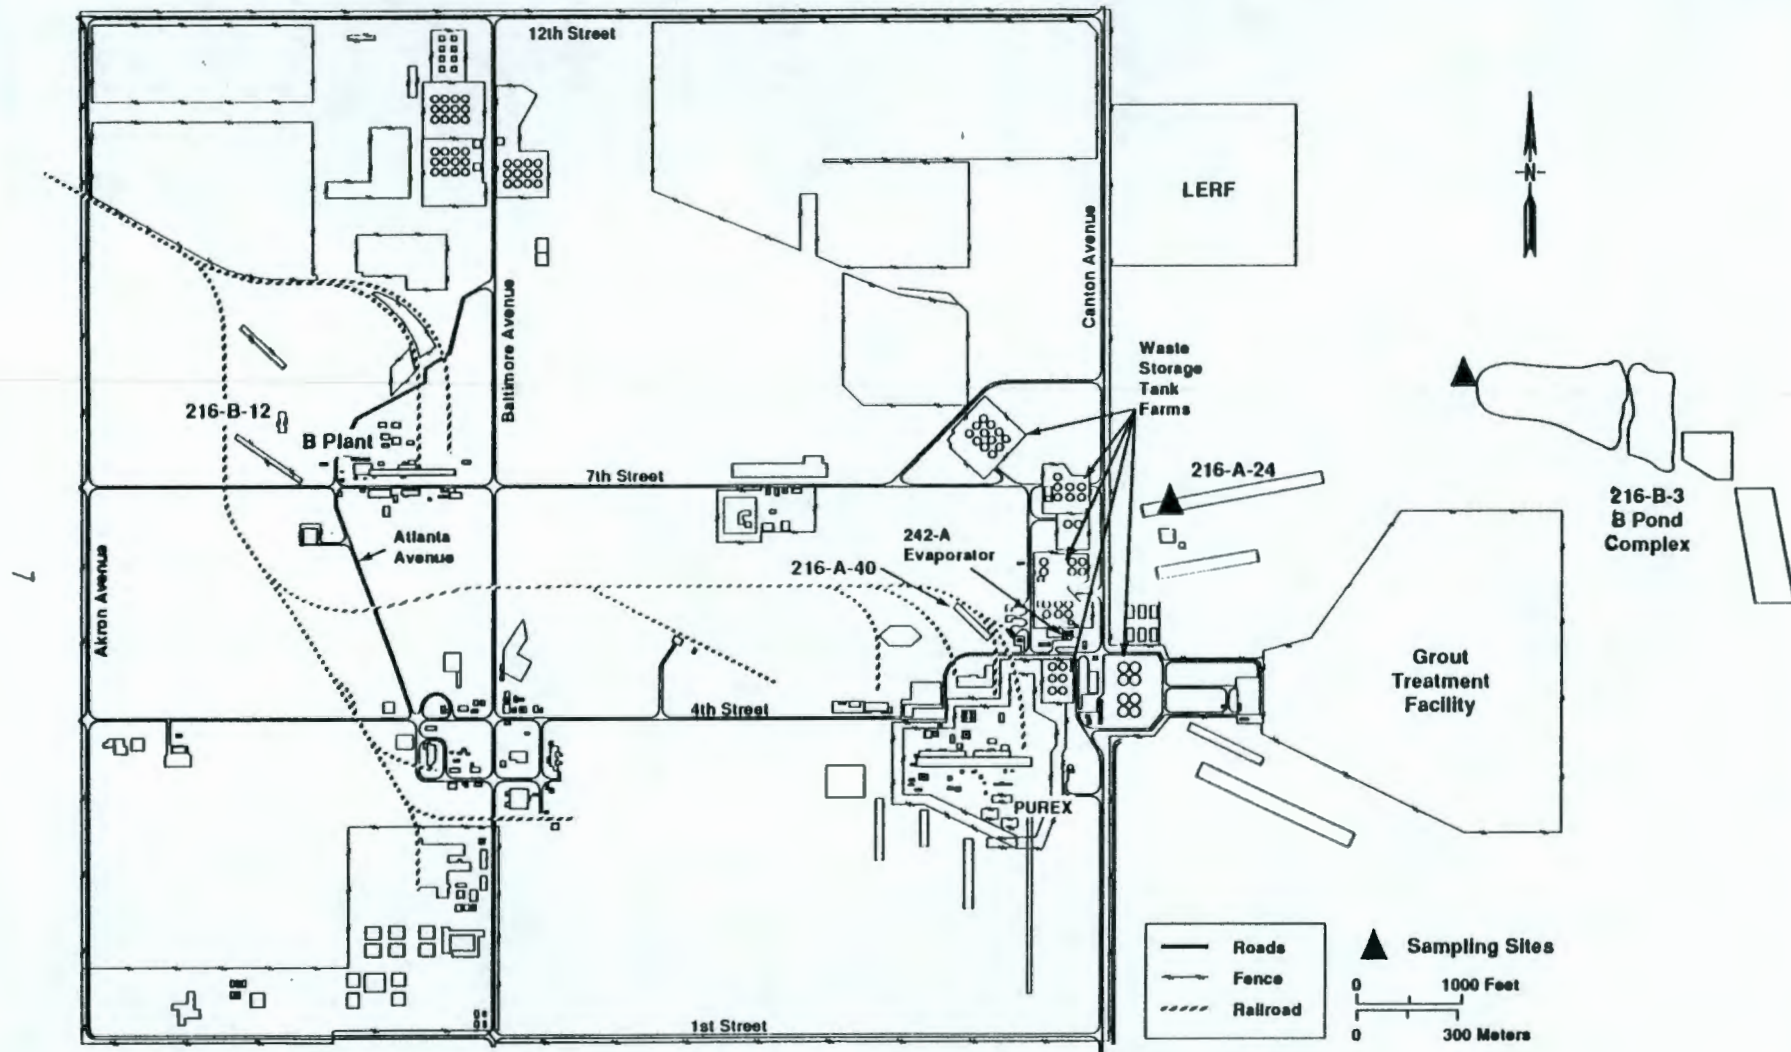 12th Street
LERF
N
Canton Avenue
Baltimore Avenue
Waste
Storage
Tank
Farms
216-B-12
B Plant
7th Street
216-A-24
216-B-3
B Pond
Complex
Atlanta
Avenue
242-A
Evaporator
216-A-40
Akron Avenue
7
Grout
Treatment
Facility
4th Street
PUREX
Roads
Fence
Railroad
Sampling Sites
0 1000 Feet
0 300 Meters
1st Street